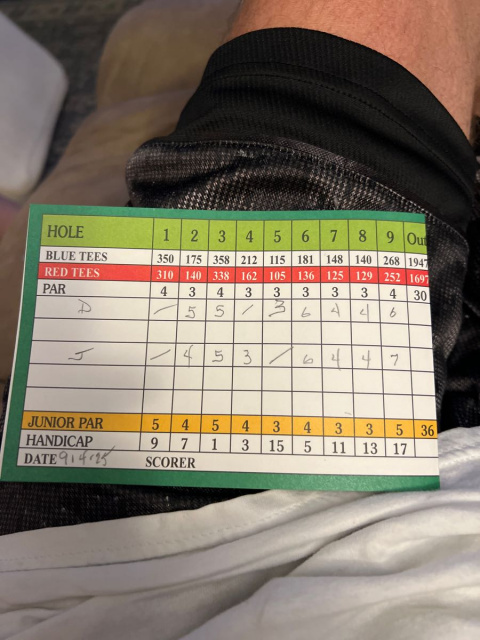 HOLE 1 2 3 4 5 6 7 8 9 Out
BLUE TEES 350 175 358 212 115 181 148 140 268 1947
RED TEES 310 140 338 162 105 136 125 129 252 1697
PAR 4 3 4 3 3 3 3 3 4 30
D / 5 5 / 3 6 4 4 6
J / 4 5 3 / 6 4 4 7
JUNIOR PAR 5 4 5 4 3 4 3 3 5 36
HANDICAP 9 7 1 3 15 5 11 13 17
DATE 9/4/25 SCORER